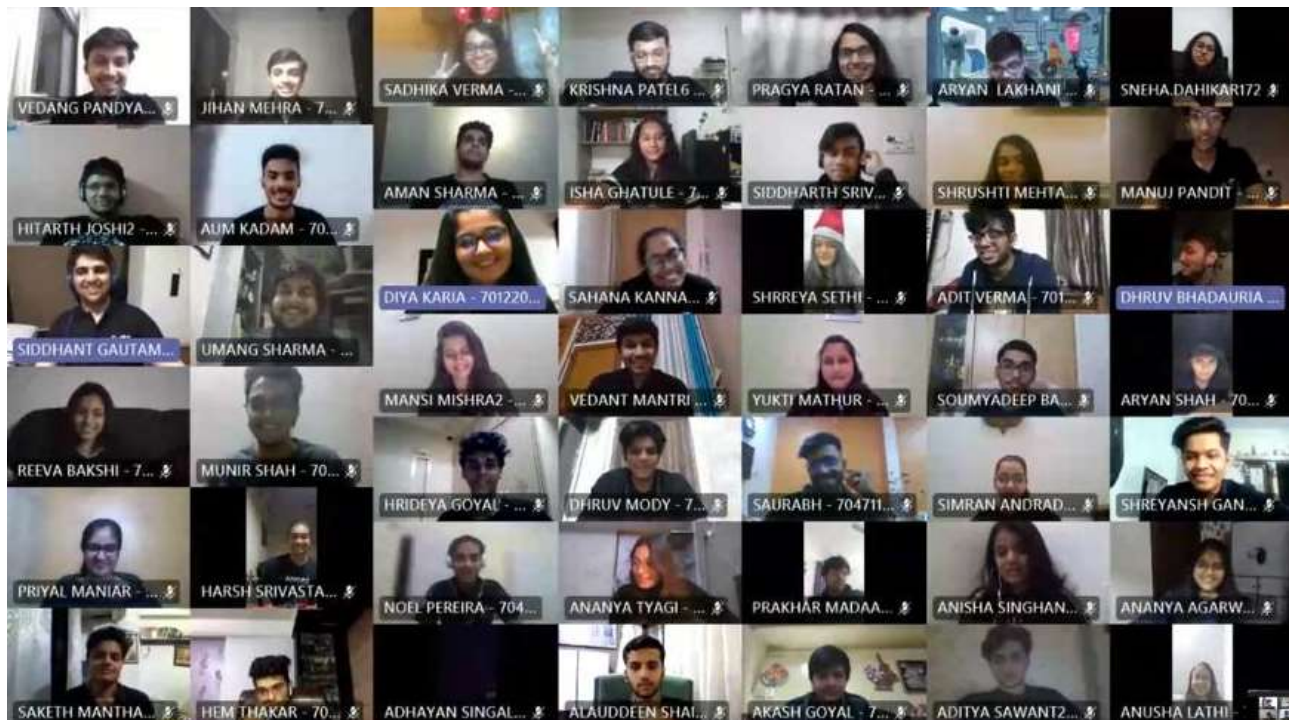 VEDANG PANDYA...
JIHAN MEHRA - 7...
SADHIKA VERMA -...
KRISHNA PATEL6 ...
PRAGYA RATAN - ...
ARYAN LAKHANI ...
SNEHA.DAHIKAR172
HITARTH JOSHI2 -...
AUM KADAM - 70...
AMAN SHARMA - ...
ISHA GHATULE - 7...
SIDDHARTH SRIV...
SHRUSHTI MEHTA...
MANUJ PANDIT - ...
SIDDHANT GAUTAM...
UMANG SHARMA - ...
DIYA KARIA - 701220...
SAHANA KANNA...
SHRREYA SETHI - ...
ADIT VERMA - 701...
DHRUV BHADAURIA ...
REEVA BAKSHI - 7...
MUNIR SHAH - 70...
MANSI MISHRA2 -...
VEDANT MANTRI ...
YUKTI MATHUR - ...
SOUMYADEEP BA...
ARYAN SHAH - 70...
HRIDEYA GOYAL - ...
DHRUV MODY - 7...
SAURABH - 704711...
SIMRAN ANDRAD...
SHREYANSH GAN...
PRIYAL MANIAR - ...
HARSH SRIVASTA...
NOEL PEREIRA - 704...
ANANYA TYAGI - ...
PRAKHAR MADAA...
ANISHA SINGHAN...
ANANYA AGARW...
SAKETH MANTHA...
HEM THAKAR - 70...
ADHAYAN SINGAL...
ALAUDDEEN SHAI...
AKASH GOYAL - 7...
ADITYA SAWANT2...
ANUSHA LATHI -